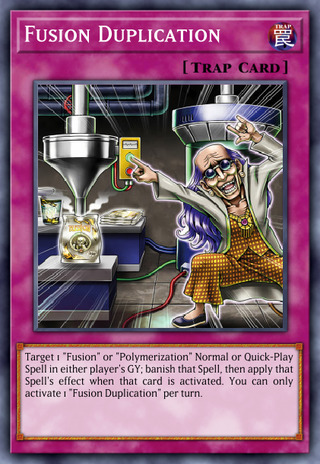 Fusion Duplication
TRAP
罠
[Trap Card]
Target 1 "Fusion" or "Polymerization" Normal or Quick-Play
Spell in either player's GY; banish that Spell, then apply that
Spell's effect when that card is activated. You can only
activate 1 "Fusion Duplication" per turn.